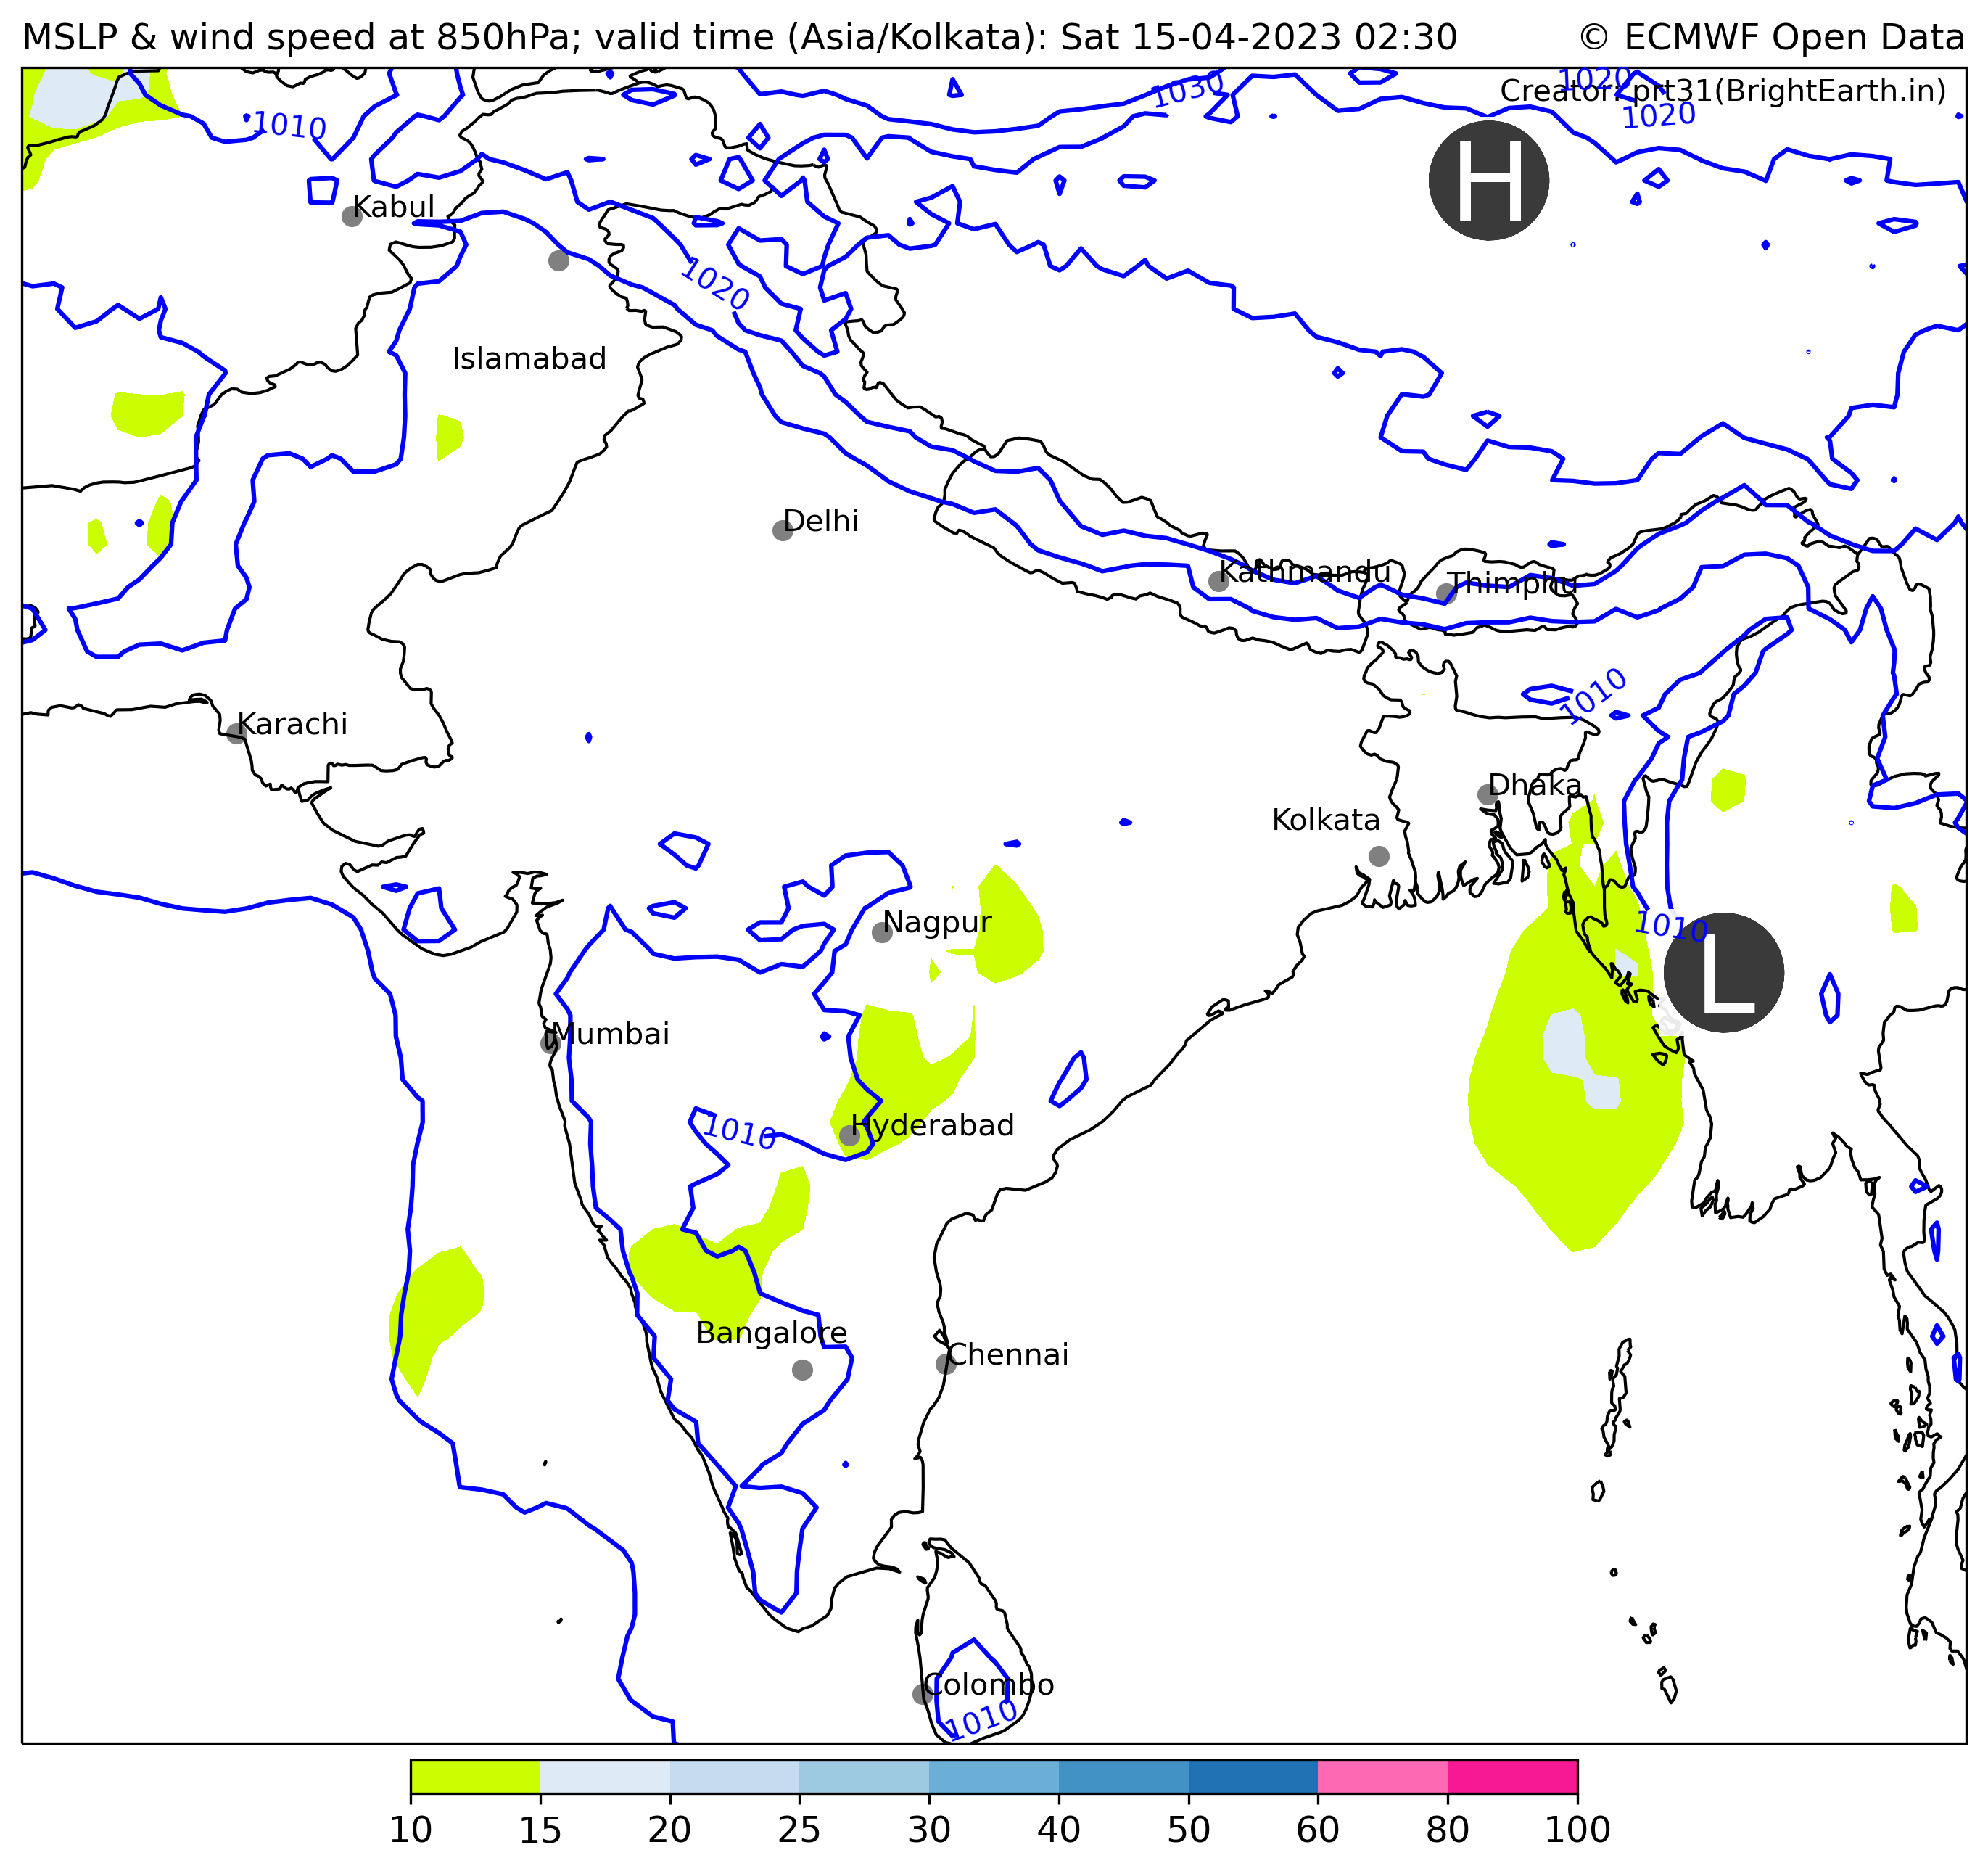 MSLP & wind speed at 850hPa; valid time (Asia/Kolkata): Sat 15-04-2023 02:30 © ECMWF Open Data
1020
1030
Creator: prt31(BrightEarth.in)
1020
1010
H
Kabul
1020
Islamabad
Delhi
Kathmandu
Thimphu
1010
Karachi
Dhaka
Kolkata
Nagpur
1010
L
Mumbai
Hyderabad
1010
Bangalore
Chennai
Colombo
1010
10 15 20 25 30 40 50 60 80 100